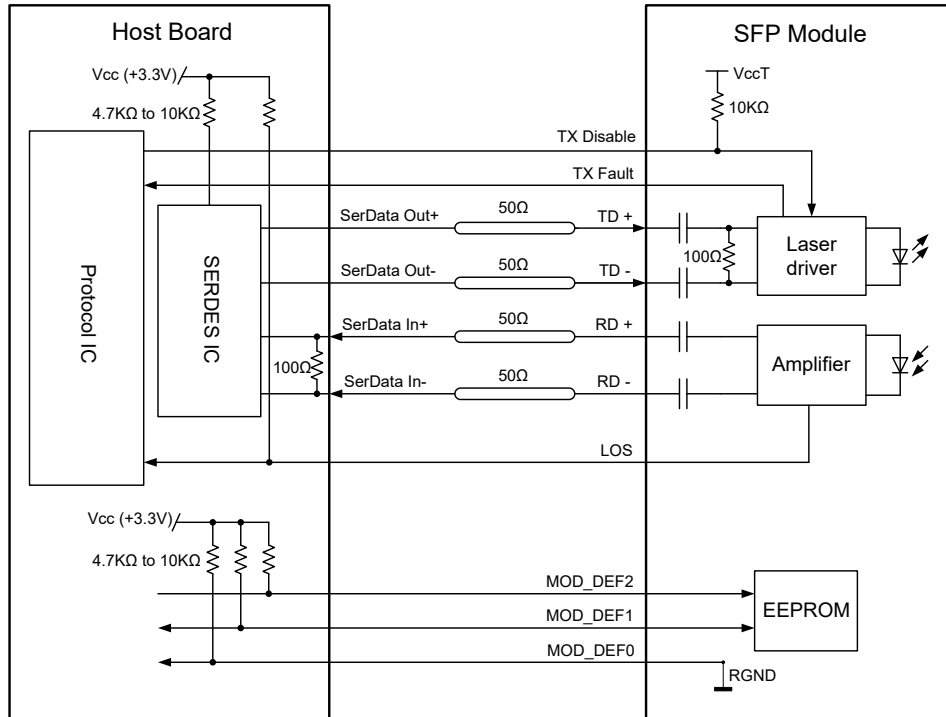 Host Board
SFP Module
Vcc (+3.3V)
VccT
4.7KΩ to 10KΩ
10KΩ
TX Disable
TX Fault
SerData Out+
50Ω
TD +
Protocol IC
SERDES IC
100Ω
Laser
driver
SerData Out-
50Ω
TD -
SerData In+
50Ω
RD +
100Ω
Amplifier
SerData In-
50Ω
RD -
LOS
Vcc (+3.3V)
4.7KΩ to 10KΩ
MOD_DEF2
EEPROM
MOD_DEF1
MOD_DEF0
RGND